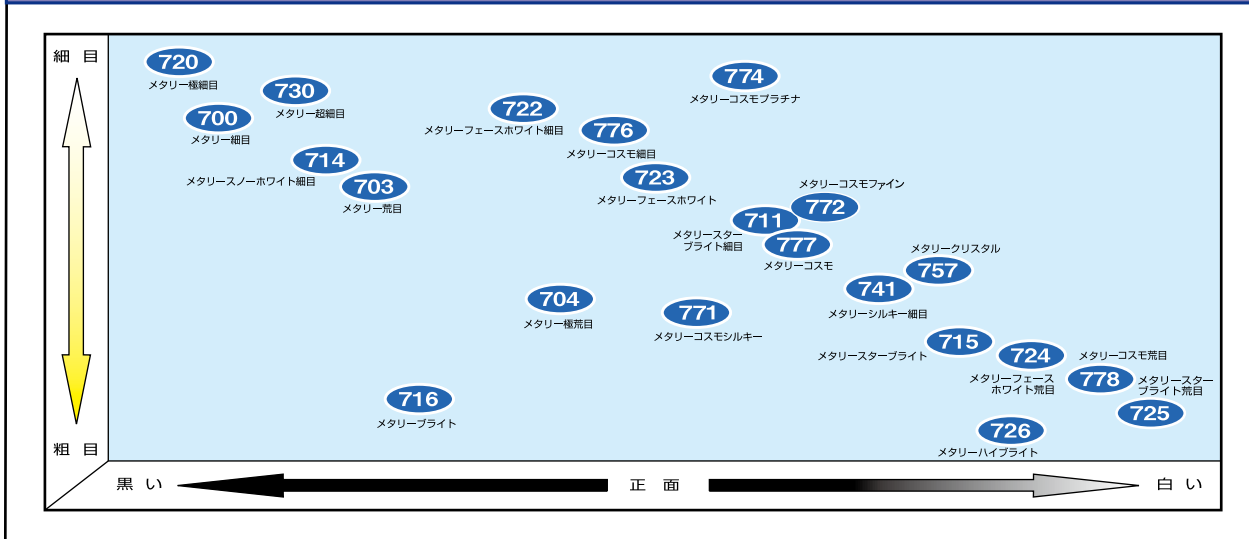 細目
720
メタリー極細目
730
メタリー超細目
700
メタリー細目
774
メタリーコスモプラチナ
722
メタリーフェースホワイト細目
776
メタリーコスモ細目
714
メタリースノーホワイト細目
703
メタリー荒目
723
メタリーフェースホワイト
メタリーコスモファイン
772
711
メタリースター
ブライト細目
777
メタリーコスモ
メタリークリスタル
757
741
メタリーシルキー細目
704
メタリー極荒目
771
メタリーコスモシルキー
715
メタリースターブライト
724
メタリーフェース
ホワイト荒目
メタリーコスモ荒目
778
メタリースター
ブライト荒目
725
716
メタリーブライト
726
メタリーハイブライト
粗目
黒い
正面
白い